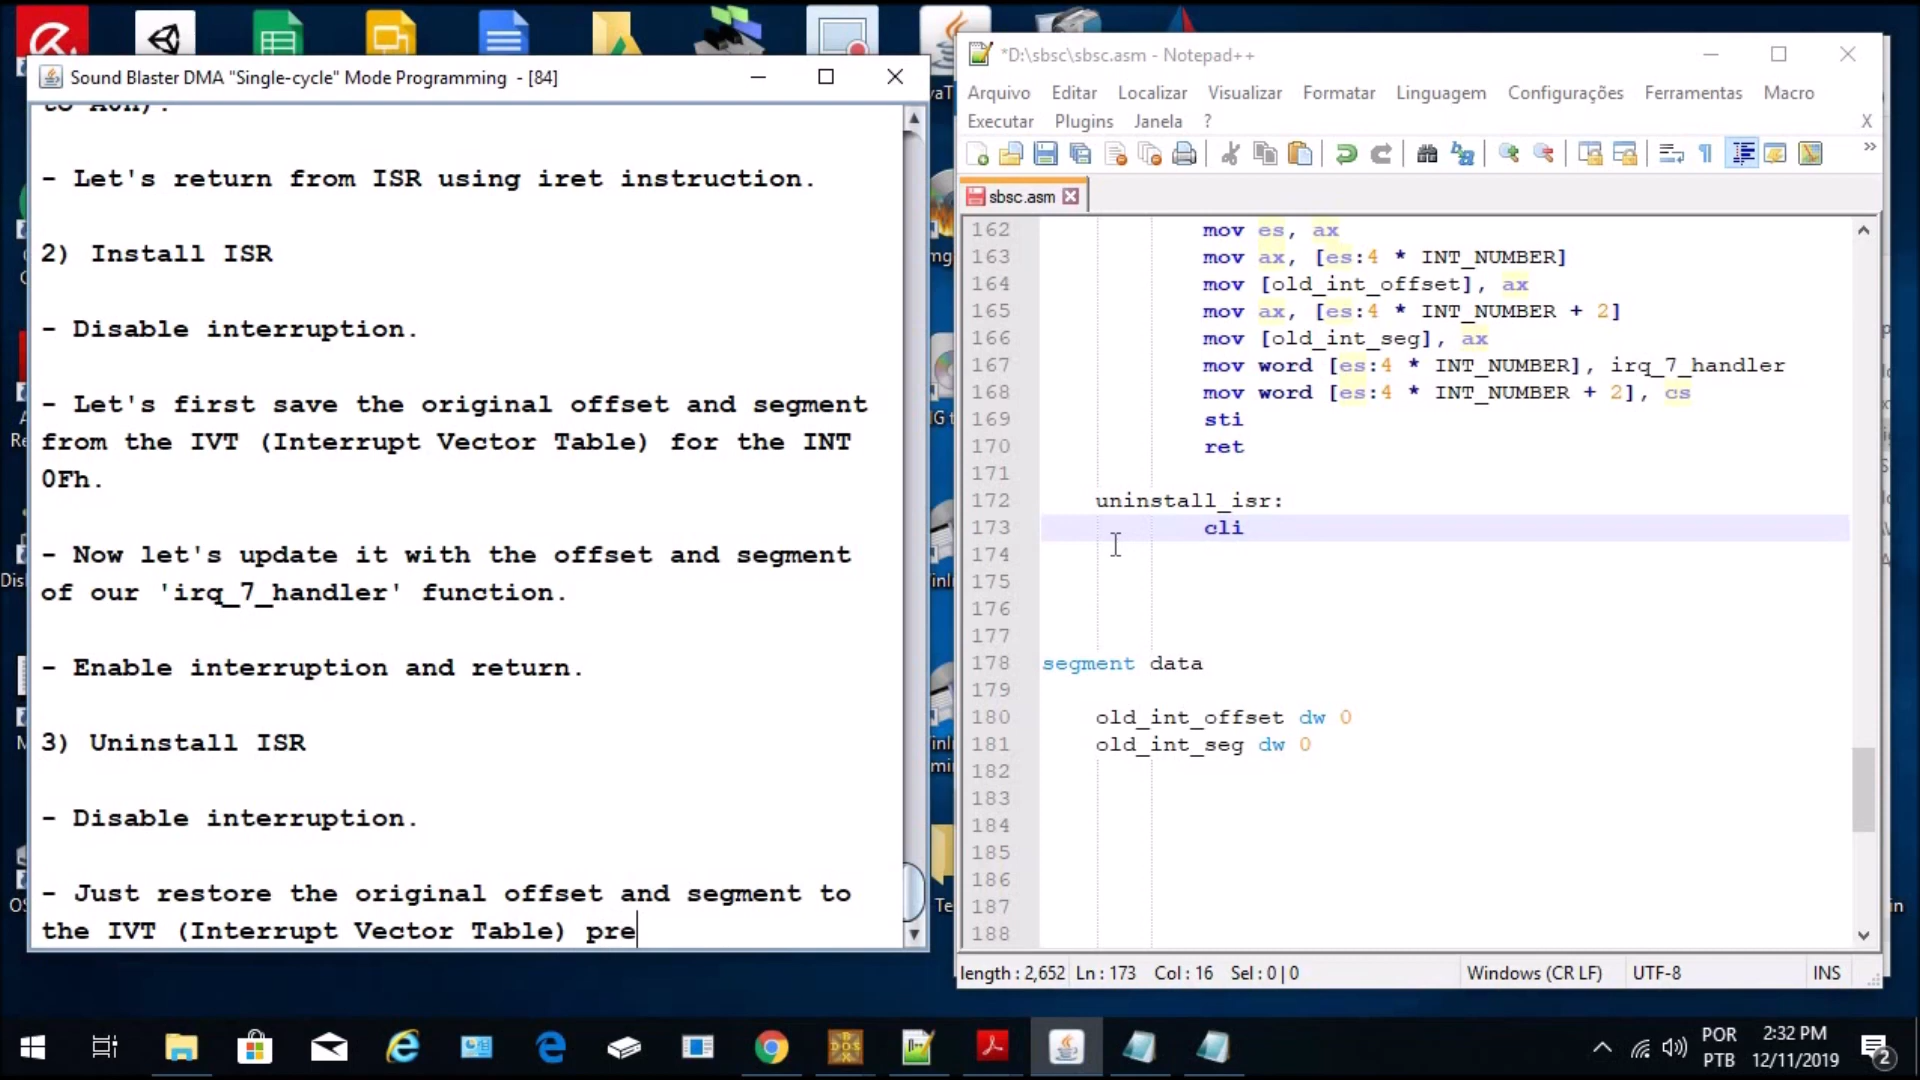 Sound Blaster DMA "Single-cycle" Mode Programming - [84]
- Let's return from ISR using iret instruction.
2) Install ISR
- Disable interruption.
- Let's first save the original offset and segment
from the IVT (Interrupt Vector Table) for the INT
0Fh.
- Now let's update it with the offset and segment
of our 'irq_7_handler' function.
- Enable interruption and return.
3) Uninstall ISR
- Disable interruption.
- Just restore the original offset and segment to
the IVT (Interrupt Vector Table) pre
*D:\sbsc\sbsc.asm - Notepad++
Arquivo Editar Localizar Visualizar Formatar Linguagem Configurações Ferramentas Macro
Executar Plugins Janela ? X
sbsc.asm
162 mov es, ax
163 mov ax, [es:4 * INT_NUMBER]
164 mov [old_int_offset], ax
165 mov ax, [es:4 * INT_NUMBER + 2]
166 mov [old_int_seg], ax
167 mov word [es:4 * INT_NUMBER], irq_7_handler
168 mov word [es:4 * INT_NUMBER + 2], cs
169 sti
170 ret
171
172 uninstall_isr:
173 cli
174
175
176
177
178 segment data
179
180 old_int_offset dw 0
181 old_int_seg dw 0
182
183
184
185
186
187
188
length : 2,652 Ln : 173 Col : 16 Sel : 0 | 0 Windows (CR LF) UTF-8 INS
POR
PTB
2:32 PM
12/11/2019
2